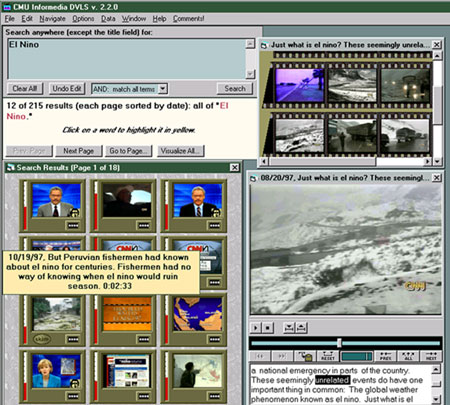 CMU Informedia DVLS v. 2.2.0
File Edit Navigate Options Data Window Help Comments!
Search anywhere (except the title field) for:
El Nino
Clear All! Undo Edit AND: match all terms Search
12 of 215 results (each page sorted by date): all of "El
Nino."
Click on a word to highlight it in yellow.
Prev. Page Next Page Go to Page... Visualize All...
Just what is el nino? These seemingly unrela...
Search Results (Page 1 of 18)
CNN
10/19/97, But Peruvian fishermen had known
about el nino for centuries. Fishermen had no
way of knowing when el nino would ruin
season. 0:02:33
08/20/97, Just what is el nino? These seemingl...
CNN
RESET PREV ALL NEXT
a national emergency in parts of the country.
These seemingly unrelated events do have one
important thing in common: The global weather
phenomenon known as el nino. Just what is el